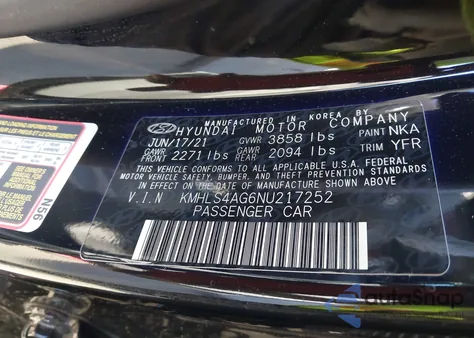 MANUFACTURED IN KOREA BY
HYUNDAI MOTOR COMPANY
JUN/17/21 GVWR 3858 lbs PAINT NKA
GAWR FRONT 2271 lbs GAWR REAR 2094 lbs TRIM YFR
THIS VEHICLE CONFORMS TO ALL APPLICABLE U.S.A. FEDERAL
MOTOR VEHICLE SAFETY, BUMPER, AND THEFT PREVENTION STANDARDS
IN EFFECT ON THE DATE OF MANUFACTURE SHOWN ABOVE.
V.I.N KMHLS4AG6NU217252
PASSENGER CAR
N56
AutoSnap